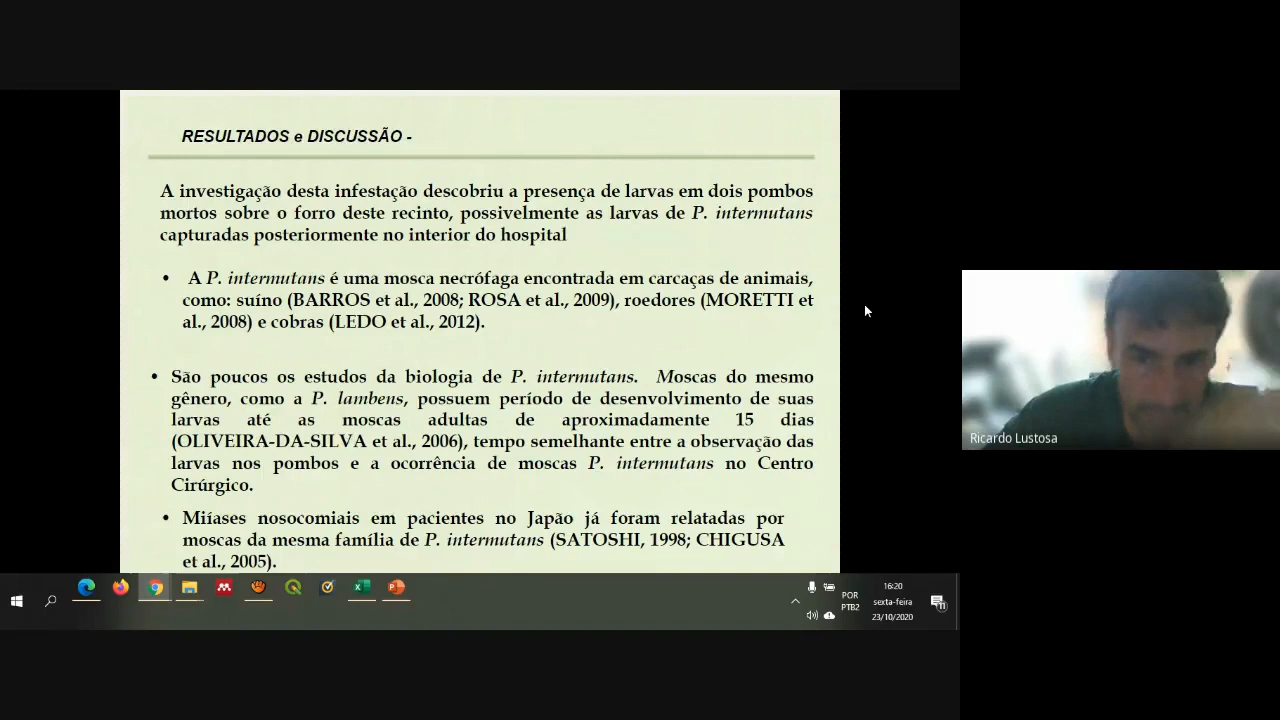 RESULTADOS e DISCUSSÃO -
A investigação desta infestação descobriu a presença de larvas em dois pombos
mortos sobre o forro deste recinto, possivelmente as larvas de P. intermutans
capturadas posteriormente no interior do hospital
• A P. intermutans é uma mosca necrófaga encontrada em carcaças de animais,
como: suíno (BARROS et al., 2008; ROSA et al., 2009), roedores (MORETTI et
al., 2008) e cobras (LEDO et al., 2012).
• São poucos os estudos da biologia de P. intermutans. Moscas do mesmo
gênero, como a P. lambens, possuem período de desenvolvimento de suas
larvas até as moscas adultas de aproximadamente 15 dias
(OLIVEIRA-DA-SILVA et al., 2006), tempo semelhante entre a observação das
larvas nos pombos e a ocorrência de moscas P. intermutans no Centro
Cirúrgico.
• Miíases nosocomiais em pacientes no Japão já foram relatadas por
moscas da mesma família de P. intermutans (SATOSHI, 1998; CHIGUSA
et al., 2005).
Ricardo Lustosa
POR
PTB2
16:20
sexta-feira
23/10/2020
11